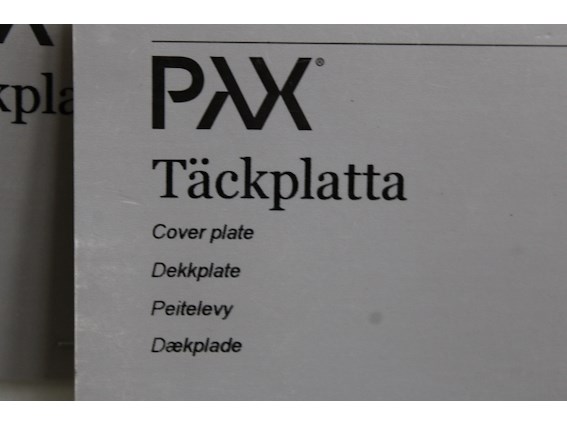 PAX®
Täckplatta
Cover plate
Dekkplate
Peitelevy
Dækplade